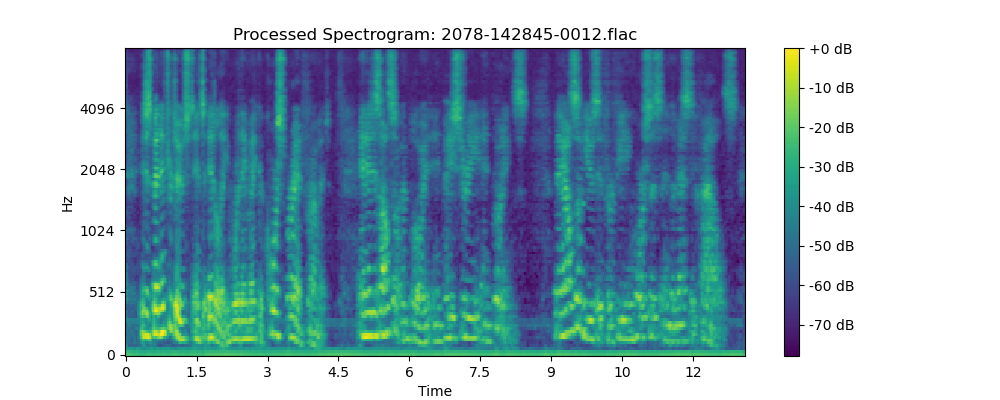 Processed Spectrogram: 2078-142845-0012.flac
Hz
4096
2048
1024
512
0
0 1.5 3 4.5 6 7.5 9 10 12
Time
+0 dB
-10 dB
-20 dB
-30 dB
-40 dB
-50 dB
-60 dB
-70 dB